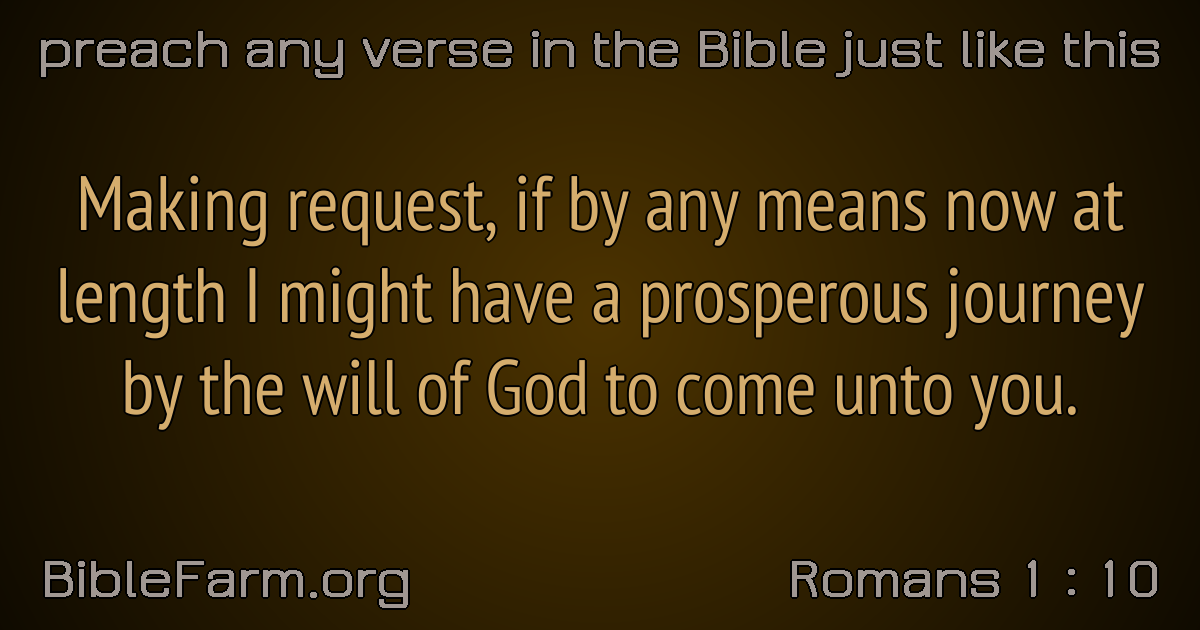 preach any verse in the Bible just like this
Making request, if by any means now at
length I might have a prosperous journey
by the will of God to come unto you.
BibleFarm.org
Romans 1 : 10